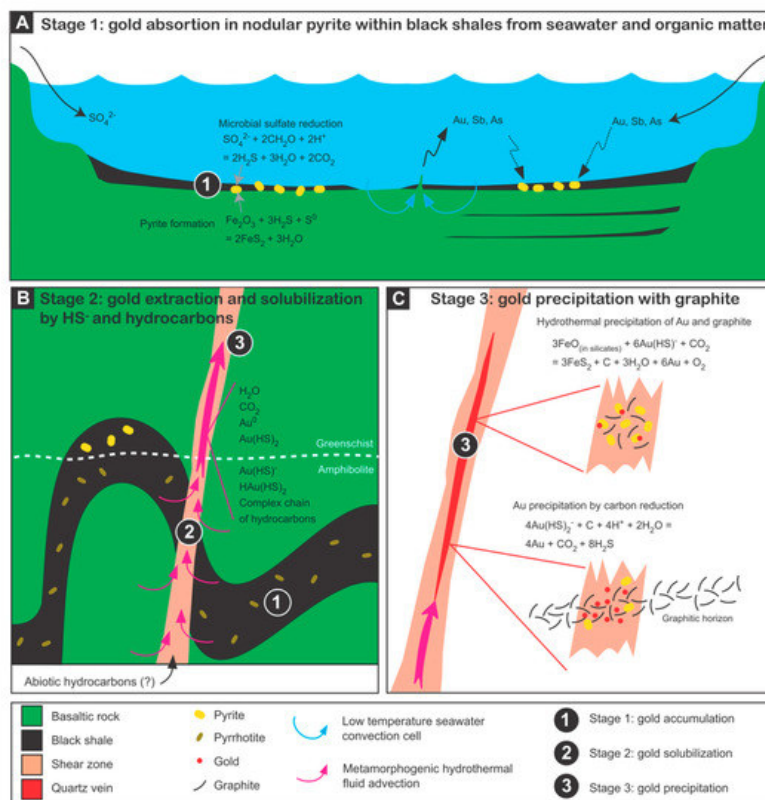 A Stage 1: gold absortion in nodular pyrite within black shales from seawater and organic matter
SO₄²⁻
Microbial sulfate reduction
SO₄²⁻ + 2CH₂O + 2H⁺
= 2H₂S + 3H₂O + 2CO₂
Au, Sb, As
Au, Sb, As
1
Pyrite formation
Fe₂O₃ + 3H₂S + S⁰
= 2FeS₂ + 3H₂O
B Stage 2: gold extraction and solubilization
by HS⁻ and hydrocarbons
3
H₂O
CO₂
Au⁰
Au(HS)₂
Greenschist
Amphibolite
Au(HS)⁻
HAu(HS)₂
Complex chain
of hydrocarbons
2
1
Abiotic hydrocarbons (?)
C Stage 3: gold precipitation with graphite
Hydrothermal precipitation of Au and graphite
3FeO(in silicates) + 6Au(HS)⁻ + CO₂
= 3FeS₂ + C + 3H₂O + 6Au + O₂
3
Au precipitation by carbon reduction
4Au(HS)₂⁻ + C + 4H⁺ + 2H₂O =
4Au + CO₂ + 8H₂S
Graphitic horizon
Basaltic rock
Black shale
Shear zone
Quartz vein
Pyrite
Pyrrhotite
Gold
Graphite
Low temperature seawater
convection cell
Metamorphogenic hydrothermal
fluid advection
1 Stage 1: gold accumulation
2 Stage 2: gold solubilization
3 Stage 3: gold precipitation